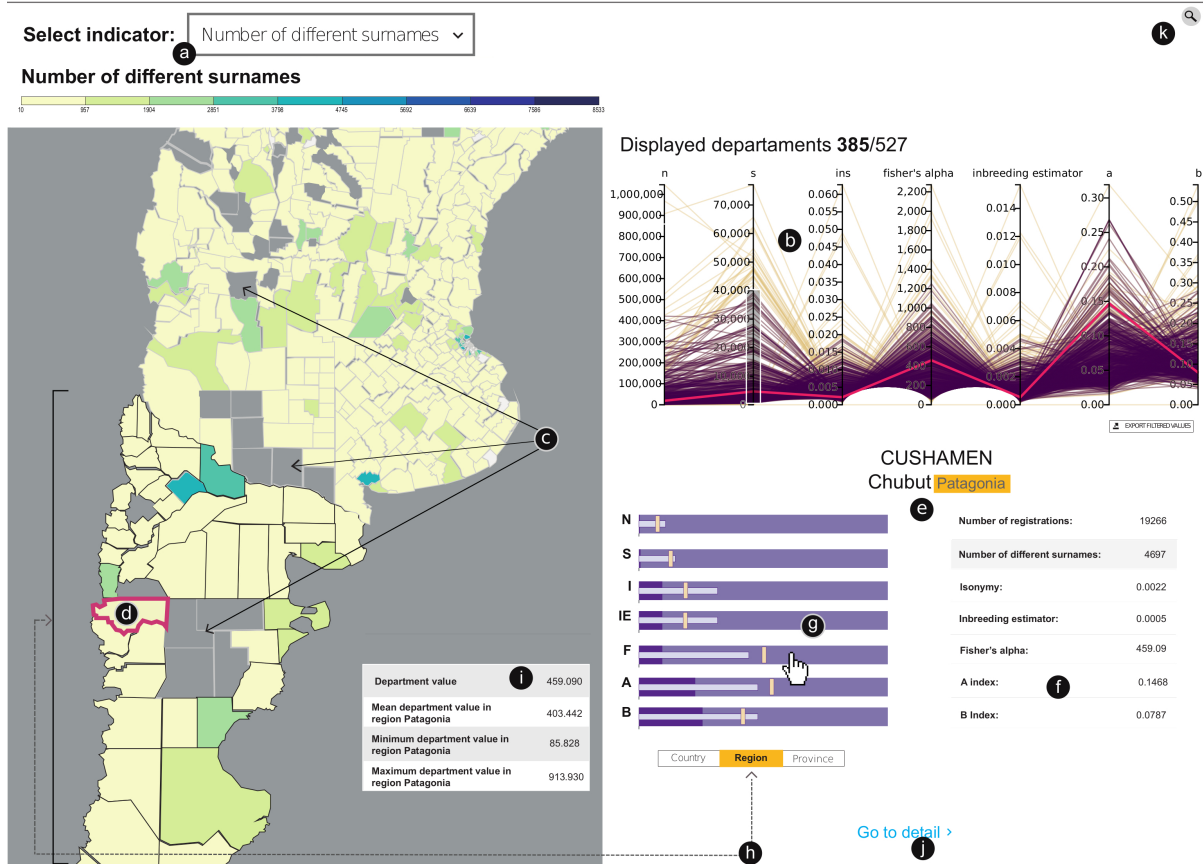 Select indicator: Number of different surnames
a
k
Number of different surnames
10 957 1904 2851 3798 4745 5692 6639 7586 8533
Displayed departaments 385/527
n s ins fisher's alpha inbreeding estimator a b
1,000,000
900,000
800,000
700,000
600,000
500,000
400,000
300,000
200,000
100,000
0
70,000
60,000
50,000
40,000
30,000
20,000
10,000
0
0.060
0.055
0.050
0.045
0.040
0.035
0.030
0.025
0.020
0.015
0.010
0.005
0.000
2,200
2,000
1,800
1,600
1,400
1,200
1,000
800
600
400
200
0
0.014
0.012
0.010
0.008
0.006
0.004
0.002
0.000
0.30
0.25
0.20
0.15
0.10
0.05
0.00
0.50
0.45
0.40
0.35
0.30
0.25
0.20
0.15
0.10
0.05
0.00
b
EXPORT FILTERED VALUES
c
CUSHAMEN
Chubut Patagonia
e
N
S
I
IE
F
A
B
g
Number of registrations: 19266
Number of different surnames: 4697
Isonymy: 0.0022
Inbreeding estimator: 0.0005
Fisher's alpha: 459.09
A index: 0.1468
B Index: 0.0787
f
d
i
Department value 459.090
Mean department value in
region Patagonia 403.442
Minimum department value in
region Patagonia 85.828
Maximum department value in
region Patagonia 913.930
Country Region Province
Go to detail ›
h
j